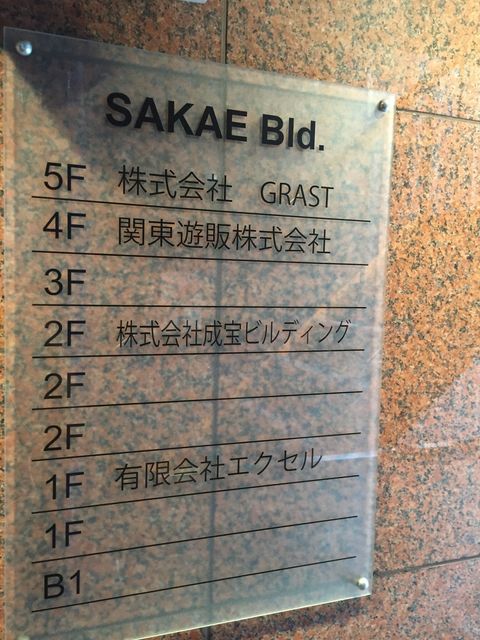 SAKAE Bld.
5F 株式会社 GRAST
4F 関東遊販株式会社
3F
2F 株式会社成宝ビルディング
2F
2F
1F 有限会社エクセル
1F
B1